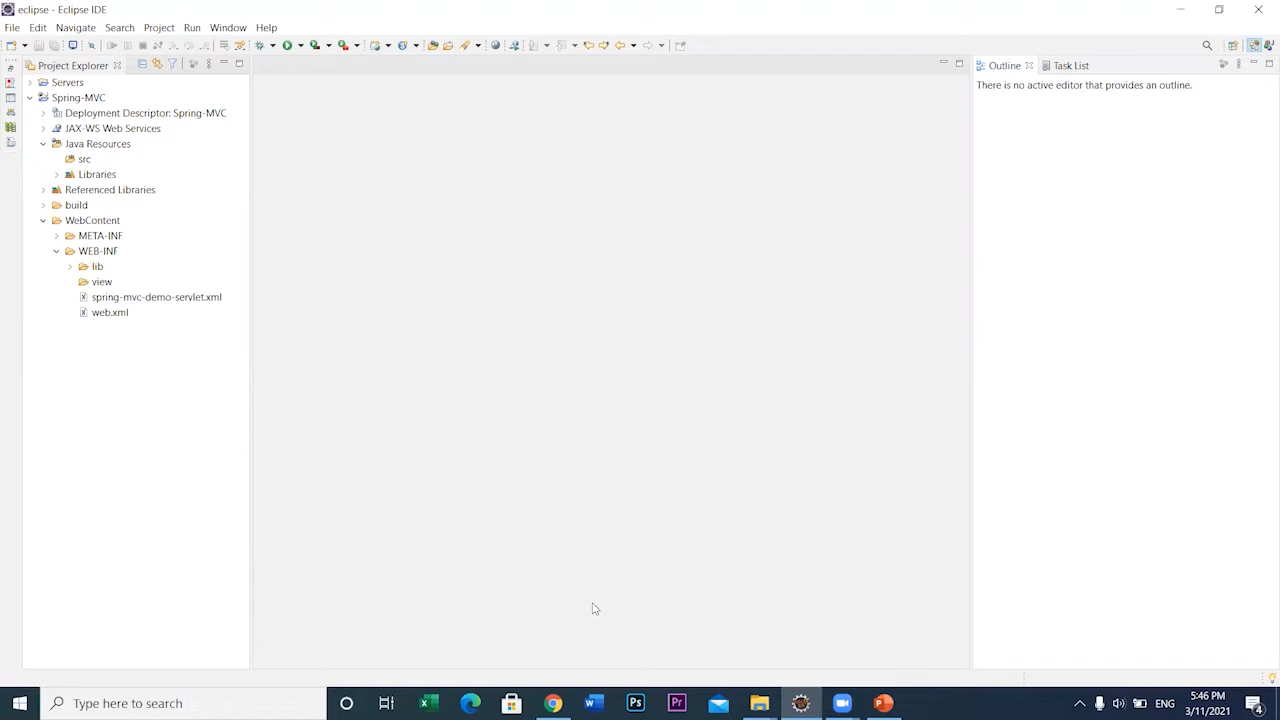 eclipse - Eclipse IDE
File Edit Navigate Search Project Run Window Help
Project Explorer
Servers
Spring-MVC
Deployment Descriptor: Spring-MVC
JAX-WS Web Services
Java Resources
src
Libraries
Referenced Libraries
build
WebContent
META-INF
WEB-INF
lib
view
spring-mvc-demo-servlet.xml
web.xml
Outline Task List
There is no active editor that provides an outline.
Type here to search
ENG
5:46 PM
3/11/2021
4